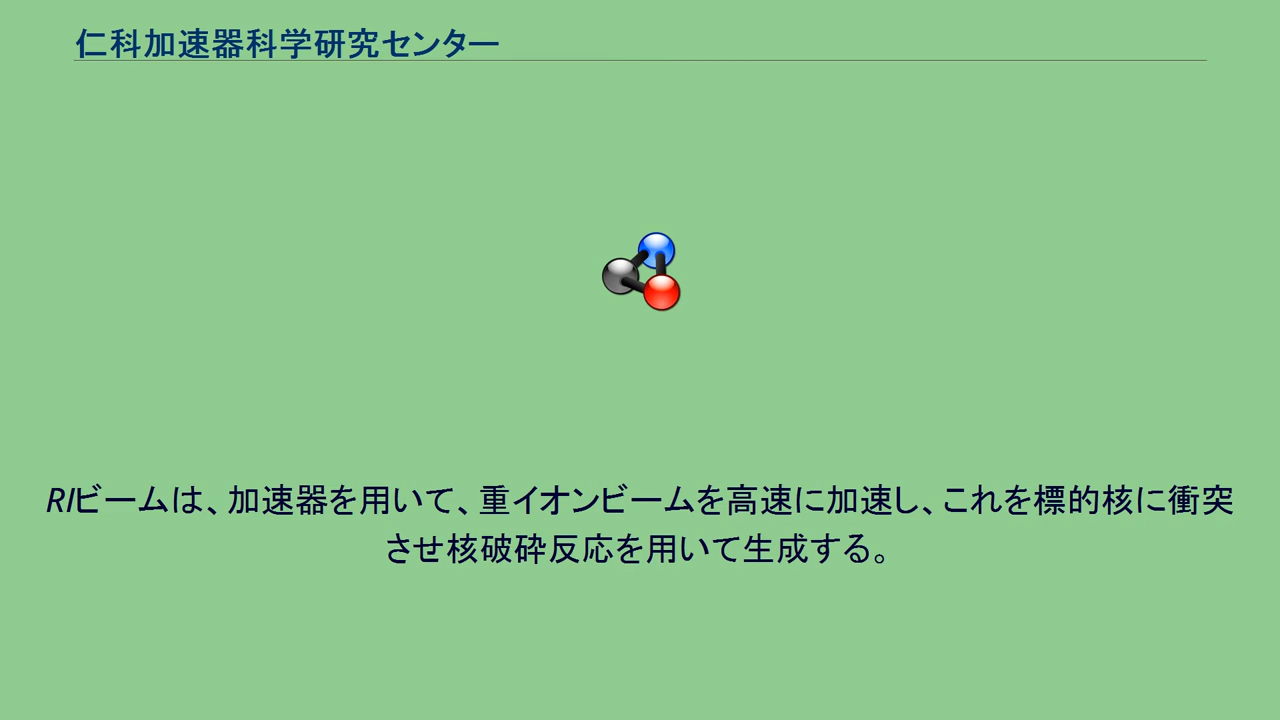 仁科加速器科学研究センター
RIビームは、加速器を用いて、重イオンビームを高速に加速し、これを標的核に衝突
させ核破砕反応を用いて生成する。